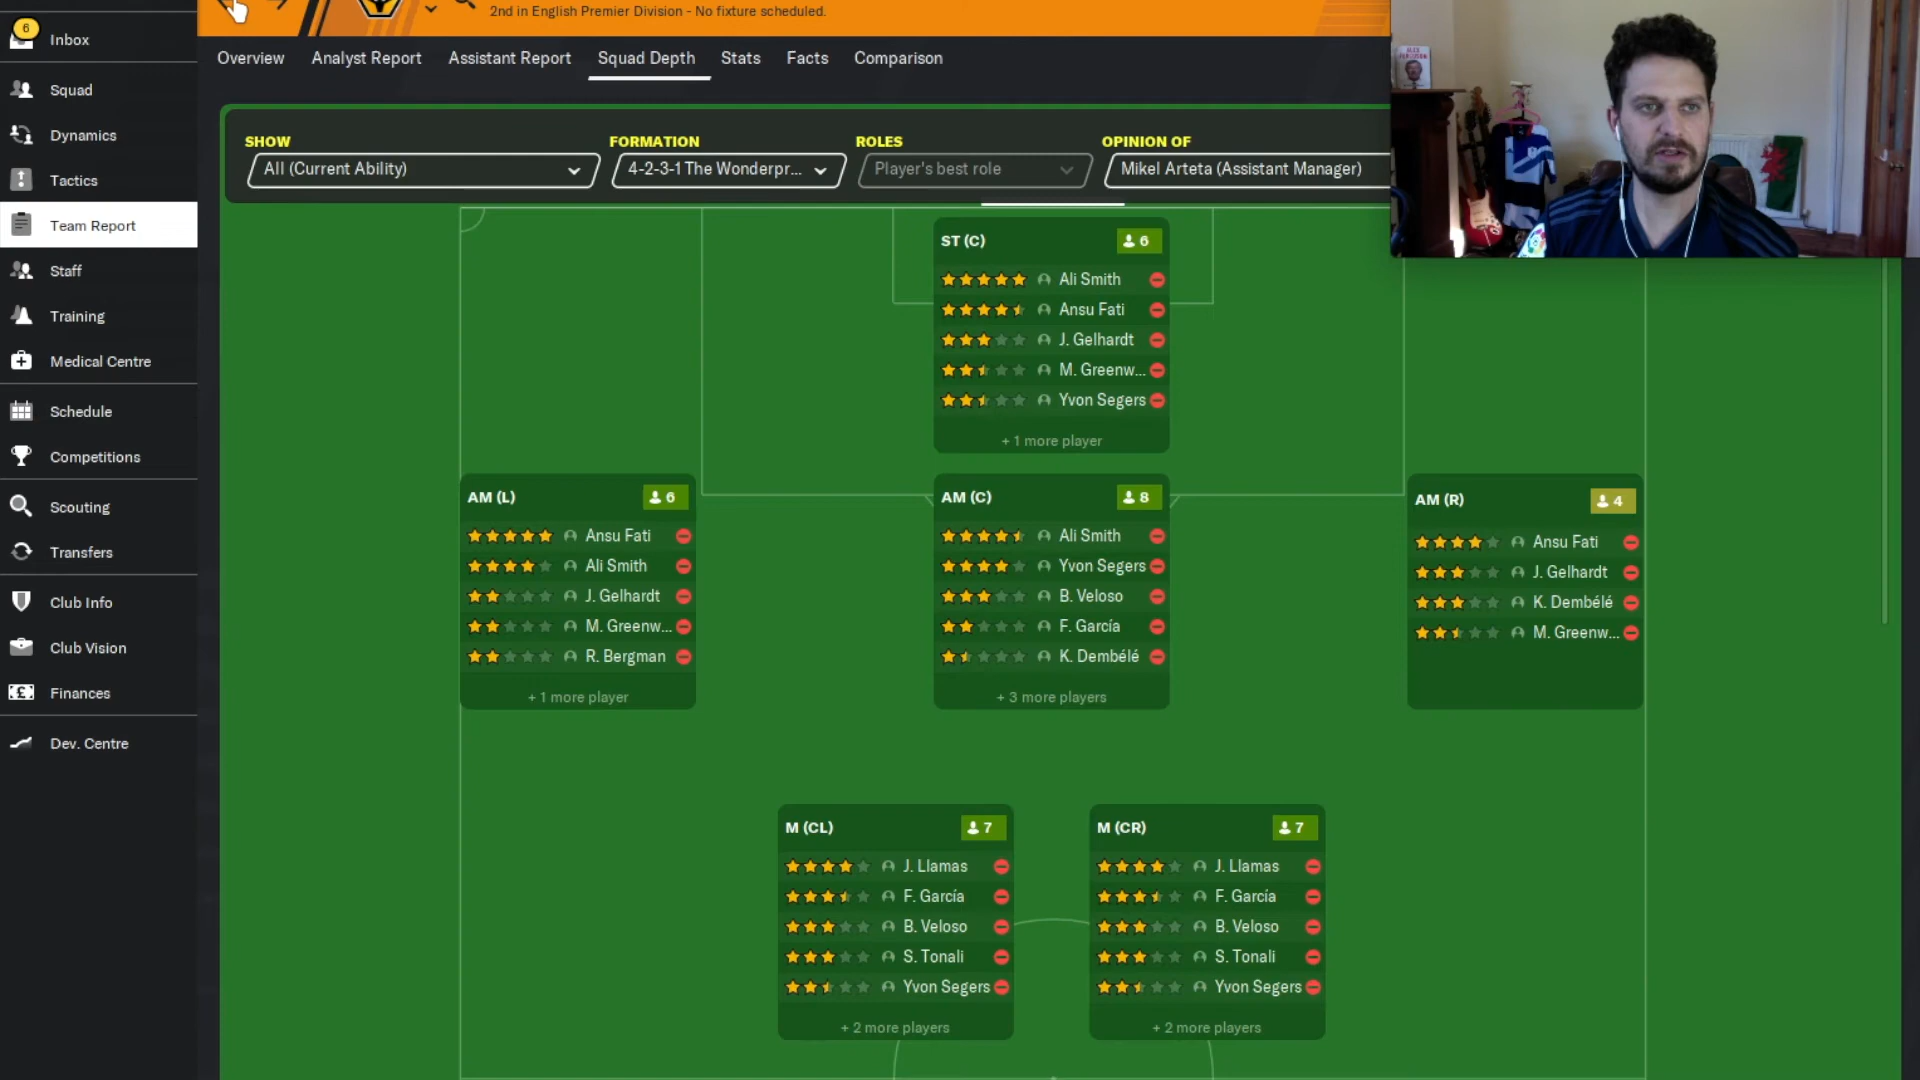 2nd in English Premier Division - No fixture scheduled.
6
Inbox
Squad
Dynamics
Tactics
Team Report
Staff
Training
Medical Centre
Schedule
Competitions
Scouting
Transfers
Club Info
Club Vision
Finances
Dev. Centre
Overview Analyst Report Assistant Report Squad Depth Stats Facts Comparison
SHOW FORMATION ROLES OPINION OF
All (Current Ability) 4-2-3-1 The Wonderpr... Player's best role Mikel Arteta (Assistant Manager)
ST (C) 6
Ali Smith
Ansu Fati
J. Gelhardt
M. Greenw...
Yvon Segers
+ 1 more player
AM (L) 6
Ansu Fati
Ali Smith
J. Gelhardt
M. Greenw...
R. Bergman
+ 1 more player
AM (C) 8
Ali Smith
Yvon Segers
B. Veloso
F. García
K. Dembélé
+ 3 more players
AM (R) 4
Ansu Fati
J. Gelhardt
K. Dembélé
M. Greenw...
M (CL) 7
J. Llamas
F. García
B. Veloso
S. Tonali
Yvon Segers
+ 2 more players
M (CR) 7
J. Llamas
F. García
B. Veloso
S. Tonali
Yvon Segers
+ 2 more players